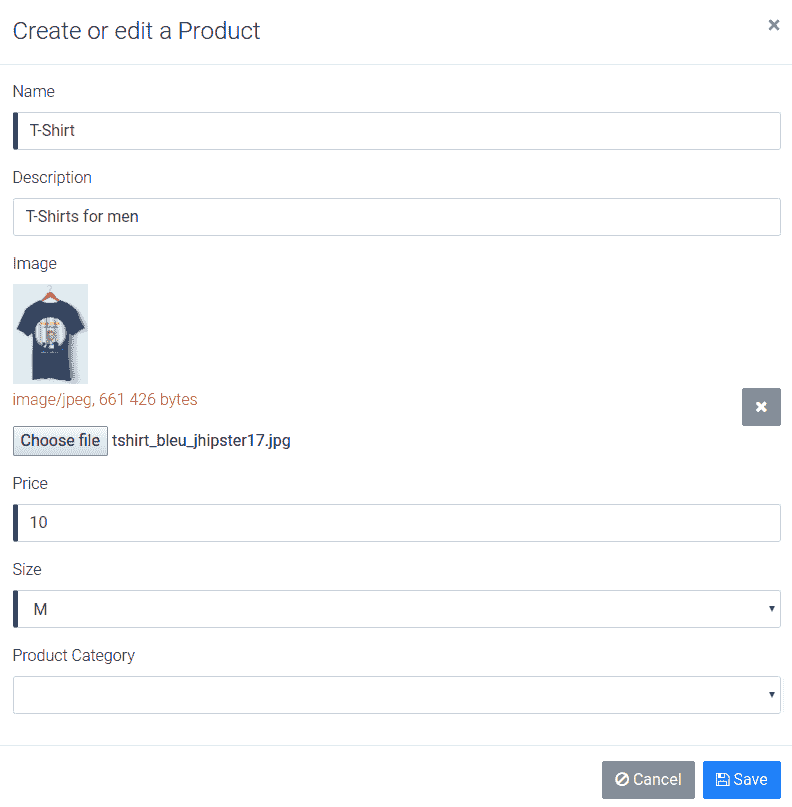 Create or edit a Product
Name
T-Shirt
Description
T-Shirts for men
Image
image/jpeg, 661 426 bytes
Choose file tshirt_bleu_jhipster17.jpg
Price
10
Size
M
Product Category
Cancel Save